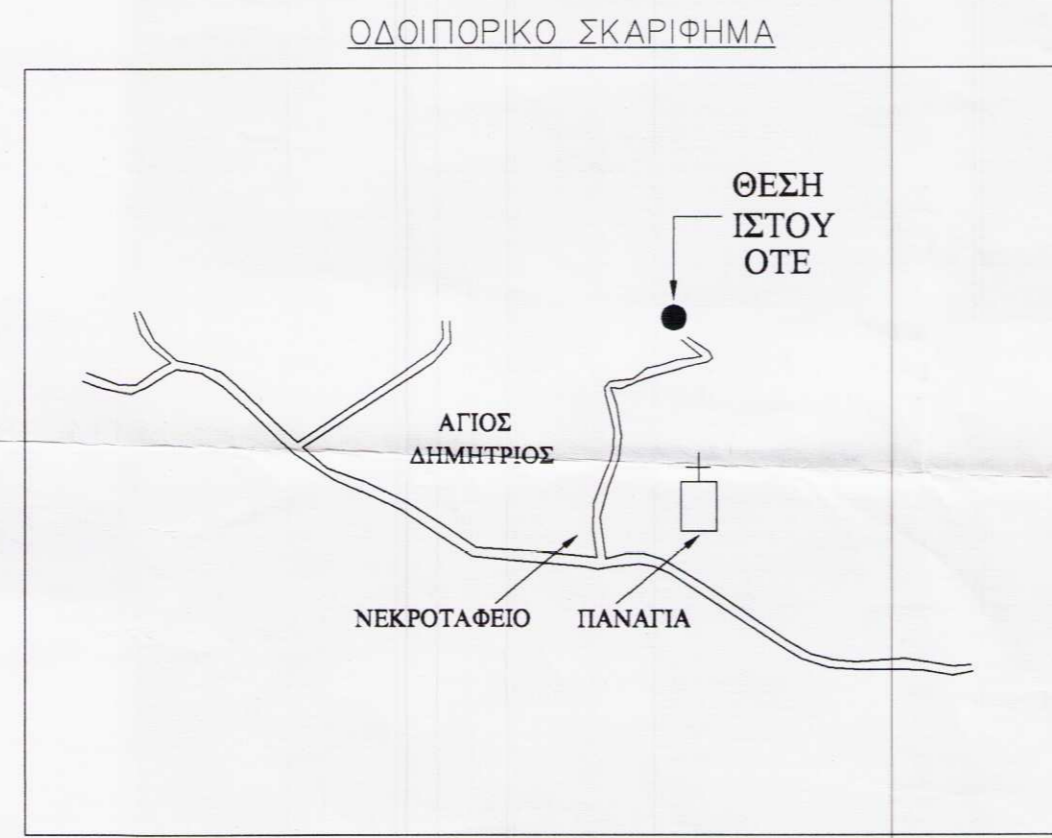 ΟΔΟΙΠΟΡΙΚΟ ΣΚΑΡΙΦΗΜΑ
ΘΕΣΗ
ΙΣΤΟΥ
ΟΤΕ
ΑΓΙΟΣ
ΔΗΜΗΤΡΙΟΣ
ΝΕΚΡΟΤΑΦΕΙΟ
ΠΑΝΑΓΙΑ